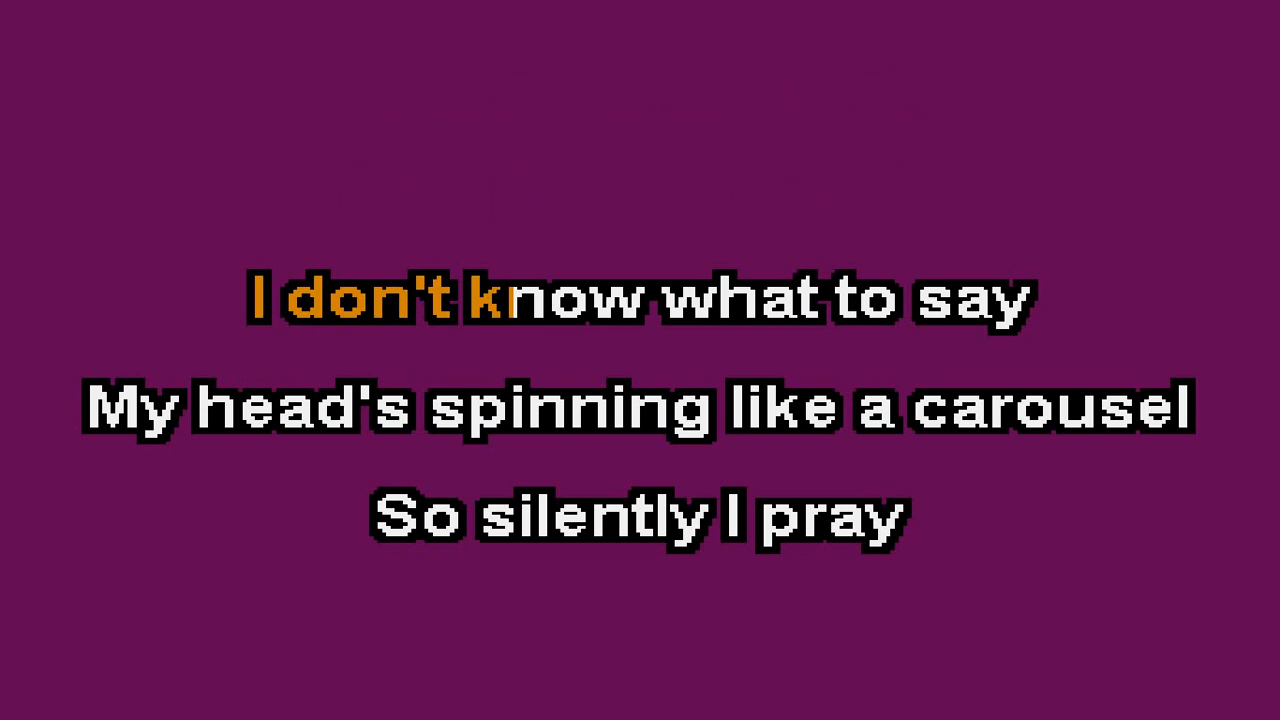 I don't know what to say
My head's spinning like a carousel
So silently I pray